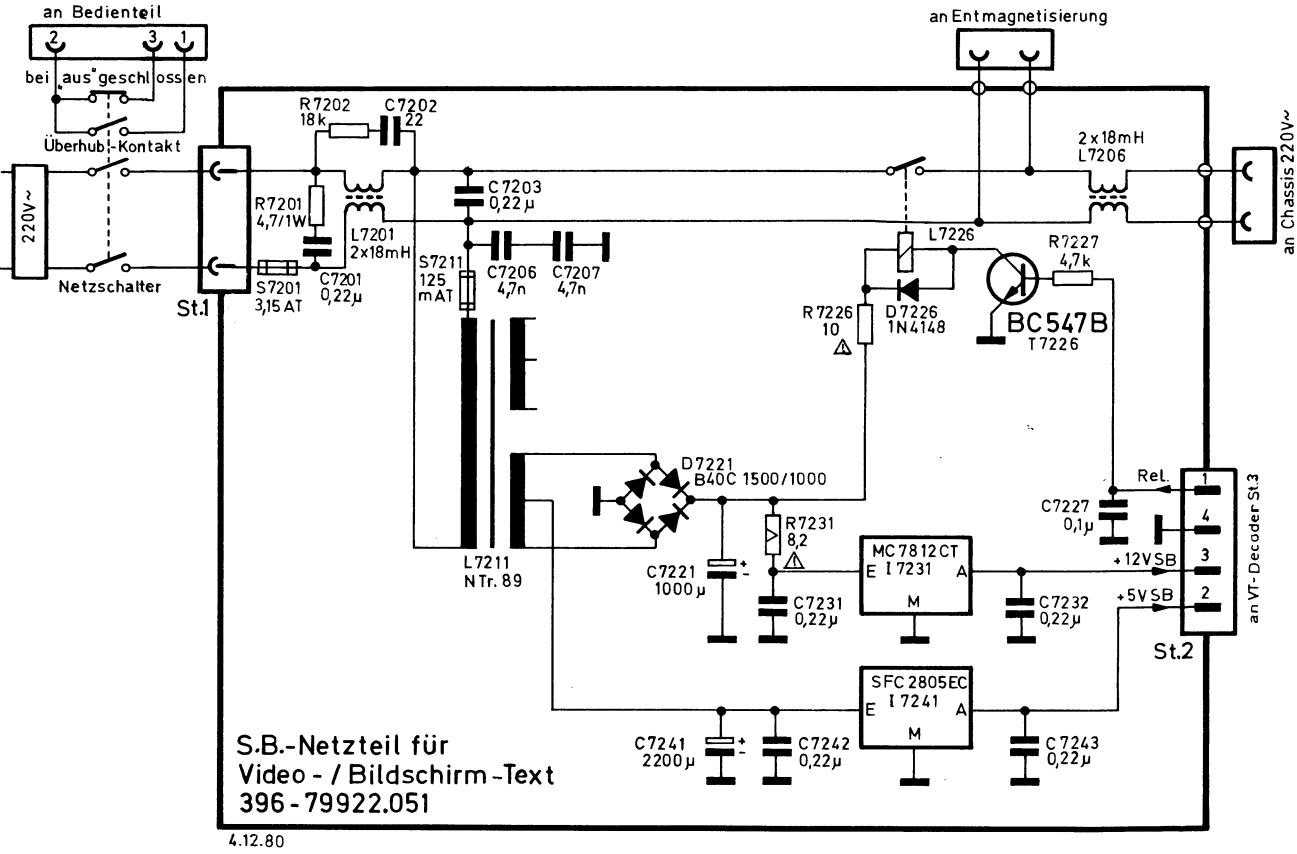 an Bedienteil
2 3 1
bei „aus“ geschlossen
Überhub-Kontakt
220V~
Netzschalter
St.1
an Entmagnetisierung
R7202
18k
C7202
22
R7201
4,7/1W
C7201
0,22µ
L7201
2x18mH
S7201
3,15AT
C7203
0,22µ
S7211
125
mAT
C7206
4,7n
C7207
4,7n
2x18mH
L7206
an Chassis 220V~
L7226
R7227
4,7k
R7226
10
D7226
1N4148
BC547B
T7226
D7221
B40C 1500/1000
L7211
NTr. 89
C7221
1000µ
+
-
R7231
8,2
C7231
0,22µ
MC7812CT
I7231
E A
M
C7232
0,22µ
C7227
0,1µ
Rel.
+12VSB
+5VSB
1
4
3
2
an VT-Decoder St.3
St.2
C7241
2200µ
+
-
C7242
0,22µ
SFC2805EC
I7241
E A
M
C7243
0,22µ
S.B.-Netzteil für
Video-/Bildschirm-Text
396-79922.051
4.12.80